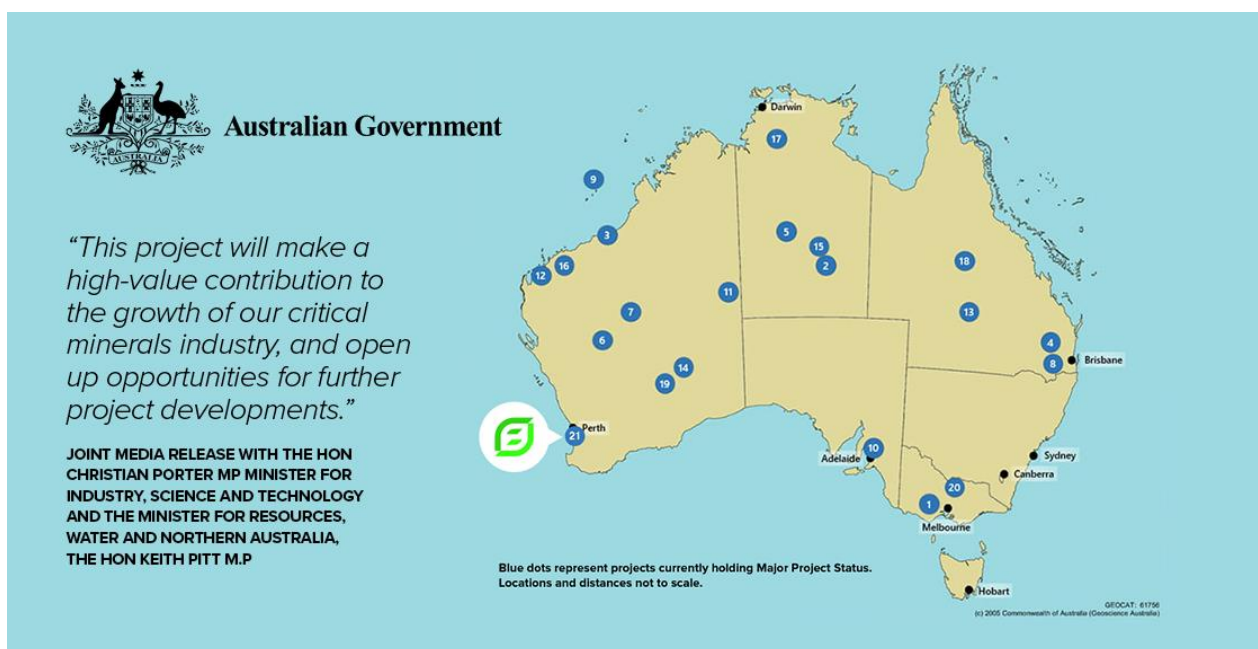 AUSTRALIA
Australian Government
“This project will make a
high-value contribution to
the growth of our critical
minerals industry, and open
up opportunities for further
project developments.”
JOINT MEDIA RELEASE WITH THE HON
CHRISTIAN PORTER MP MINISTER FOR
INDUSTRY, SCIENCE AND TECHNOLOGY
AND THE MINISTER FOR RESOURCES,
WATER AND NORTHERN AUSTRALIA,
THE HON KEITH PITT M.P
Darwin
17
9
3
5
15
2
16
12
18
11
7
13
6
4
8
Brisbane
14
19
Perth
21
10
Adelaide
Sydney
Canberra
20
1
Melbourne
Hobart
Blue dots represent projects currently holding Major Project Status.
Locations and distances not to scale.
GEOCAT: 61756
(c) 2005 Commonwealth of Australia (Geoscience Australia)